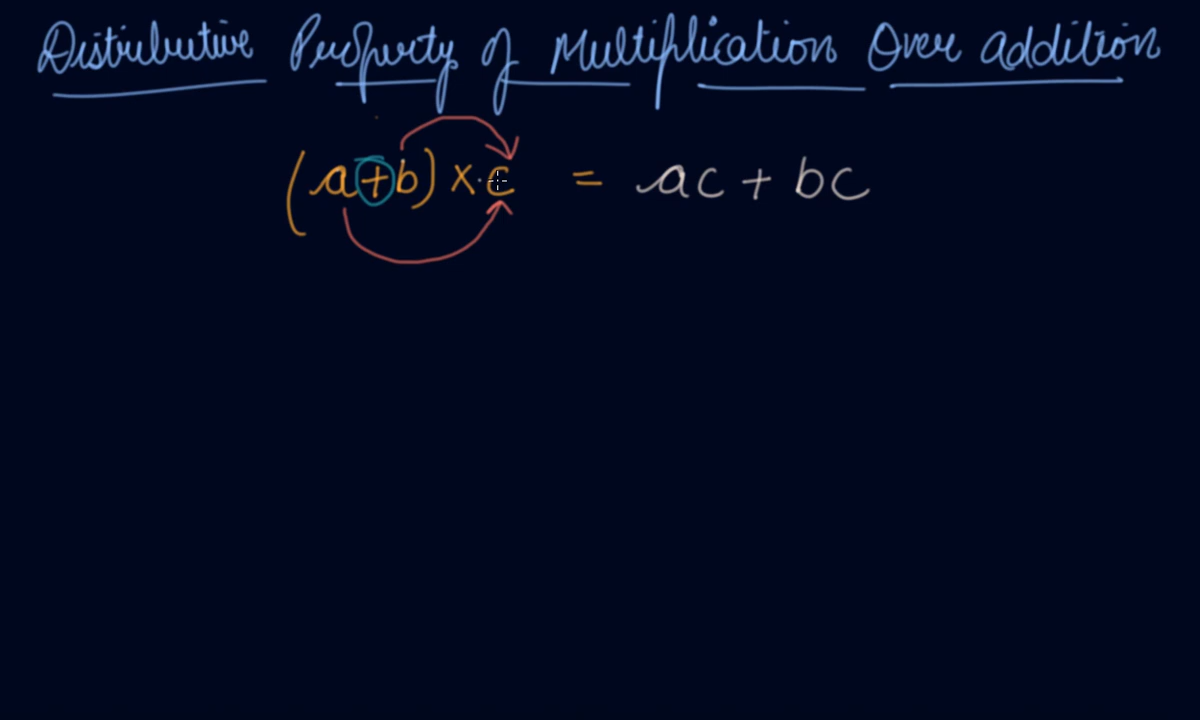 Distributive Property of Multiplication Over addition
(a+b) × c = ac + bc